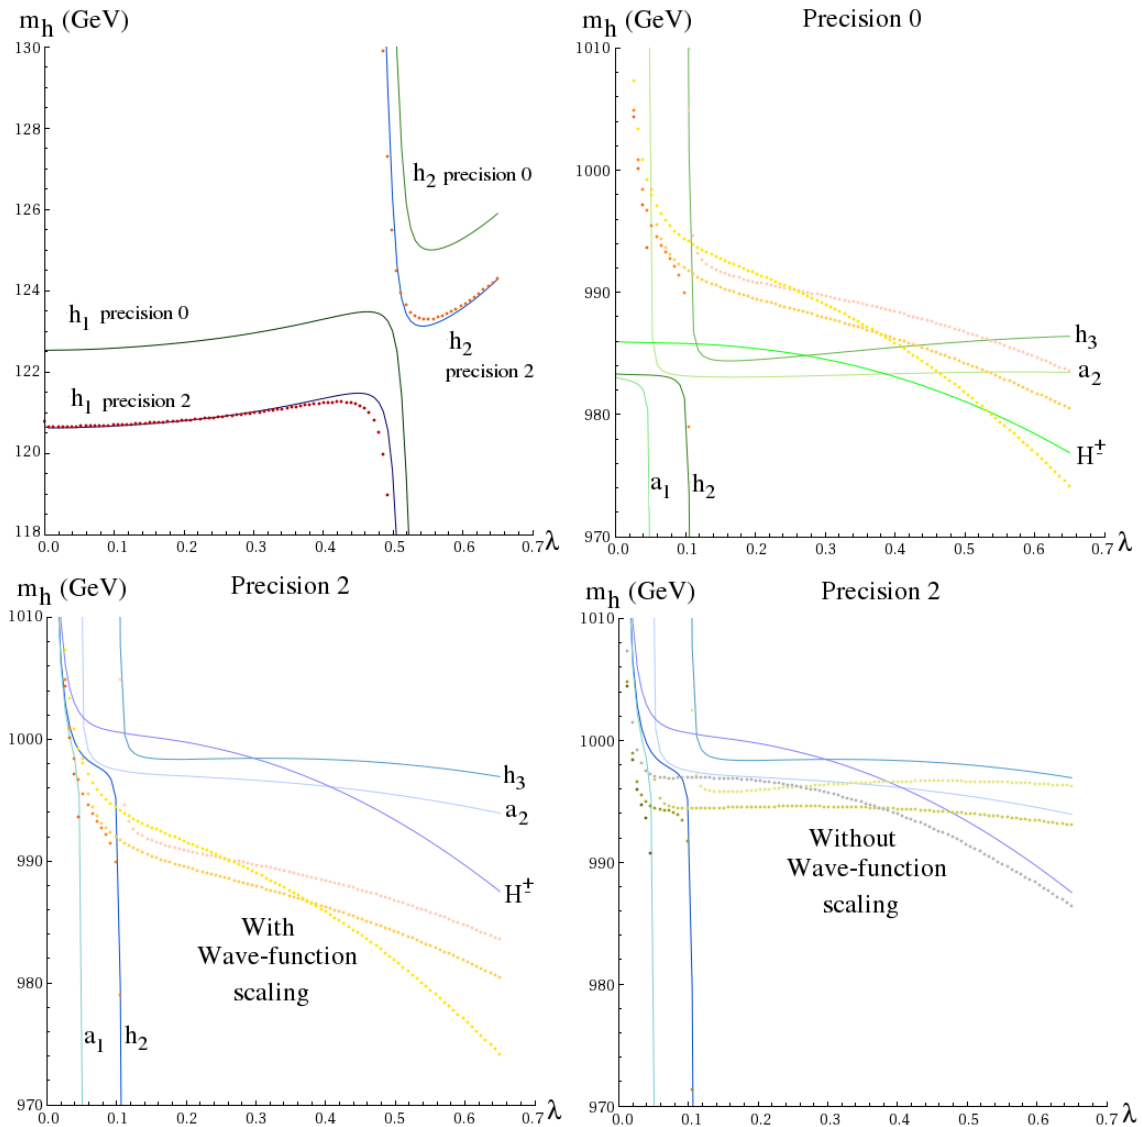 m_h (GeV)
130
128
126
124
122
120
118
0.0
0.1
0.2
0.3
0.4
0.5
0.6
0.7 λ
h_1 precision 0
h_1 precision 2
h_2 precision 0
h_2
precision 2
m_h (GeV)
Precision 0
1010
1000
990
980
970
0.0
0.1
0.2
0.3
0.4
0.5
0.6
0.7 λ
h_3
a_2
H^±
a_1
h_2
m_h (GeV)
Precision 2
1010
1000
990
980
970
0.0
0.1
0.2
0.3
0.4
0.5
0.6
0.7 λ
h_3
a_2
H^±
With
Wave-function
scaling
a_1
h_2
m_h (GeV)
Precision 2
1010
1000
990
980
970
0.0
0.1
0.2
0.3
0.4
0.5
0.6
0.7 λ
Without
Wave-function
scaling